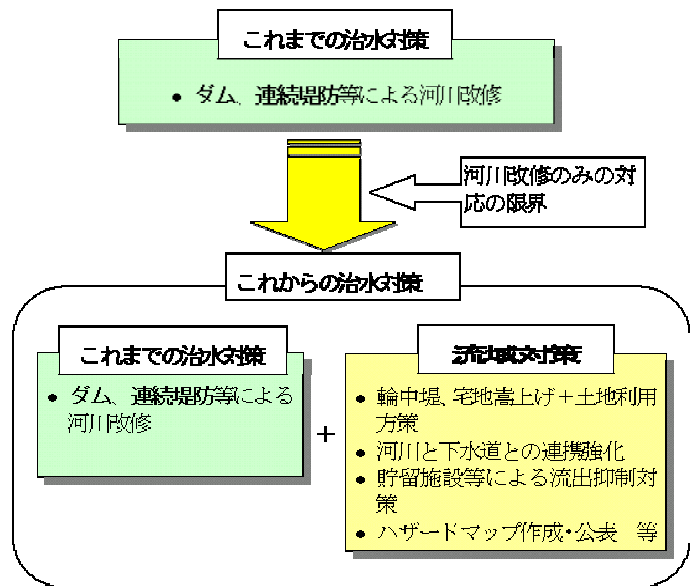 これまでの治水対策
● ダム、連続堤防等による河川改修
河川改修のみの対
応の限界
これからの治水対策
これまでの治水対策
● ダム、連続堤防等による
河川改修
+
流域対策
● 輪中堤、宅地嵩上げ+土地利用
方策
● 河川と下水道との連携強化
● 貯留施設等による流出抑制対
策
● ハザードマップ作成・公表 等